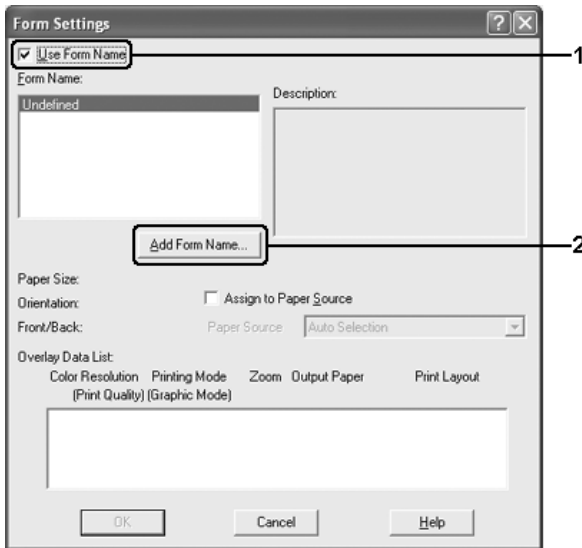 Form Settings
Use Form Name
1
Form Name:
Description:
Undefined
Add Form Name...
2
Paper Size:
Orientation:
Assign to Paper Source
Front/Back:
Paper Source
Auto Selection
Overlay Data List:
Color Resolution Printing Mode Zoom Output Paper Print Layout
(Print Quality) (Graphic Mode)
OK
Cancel
Help